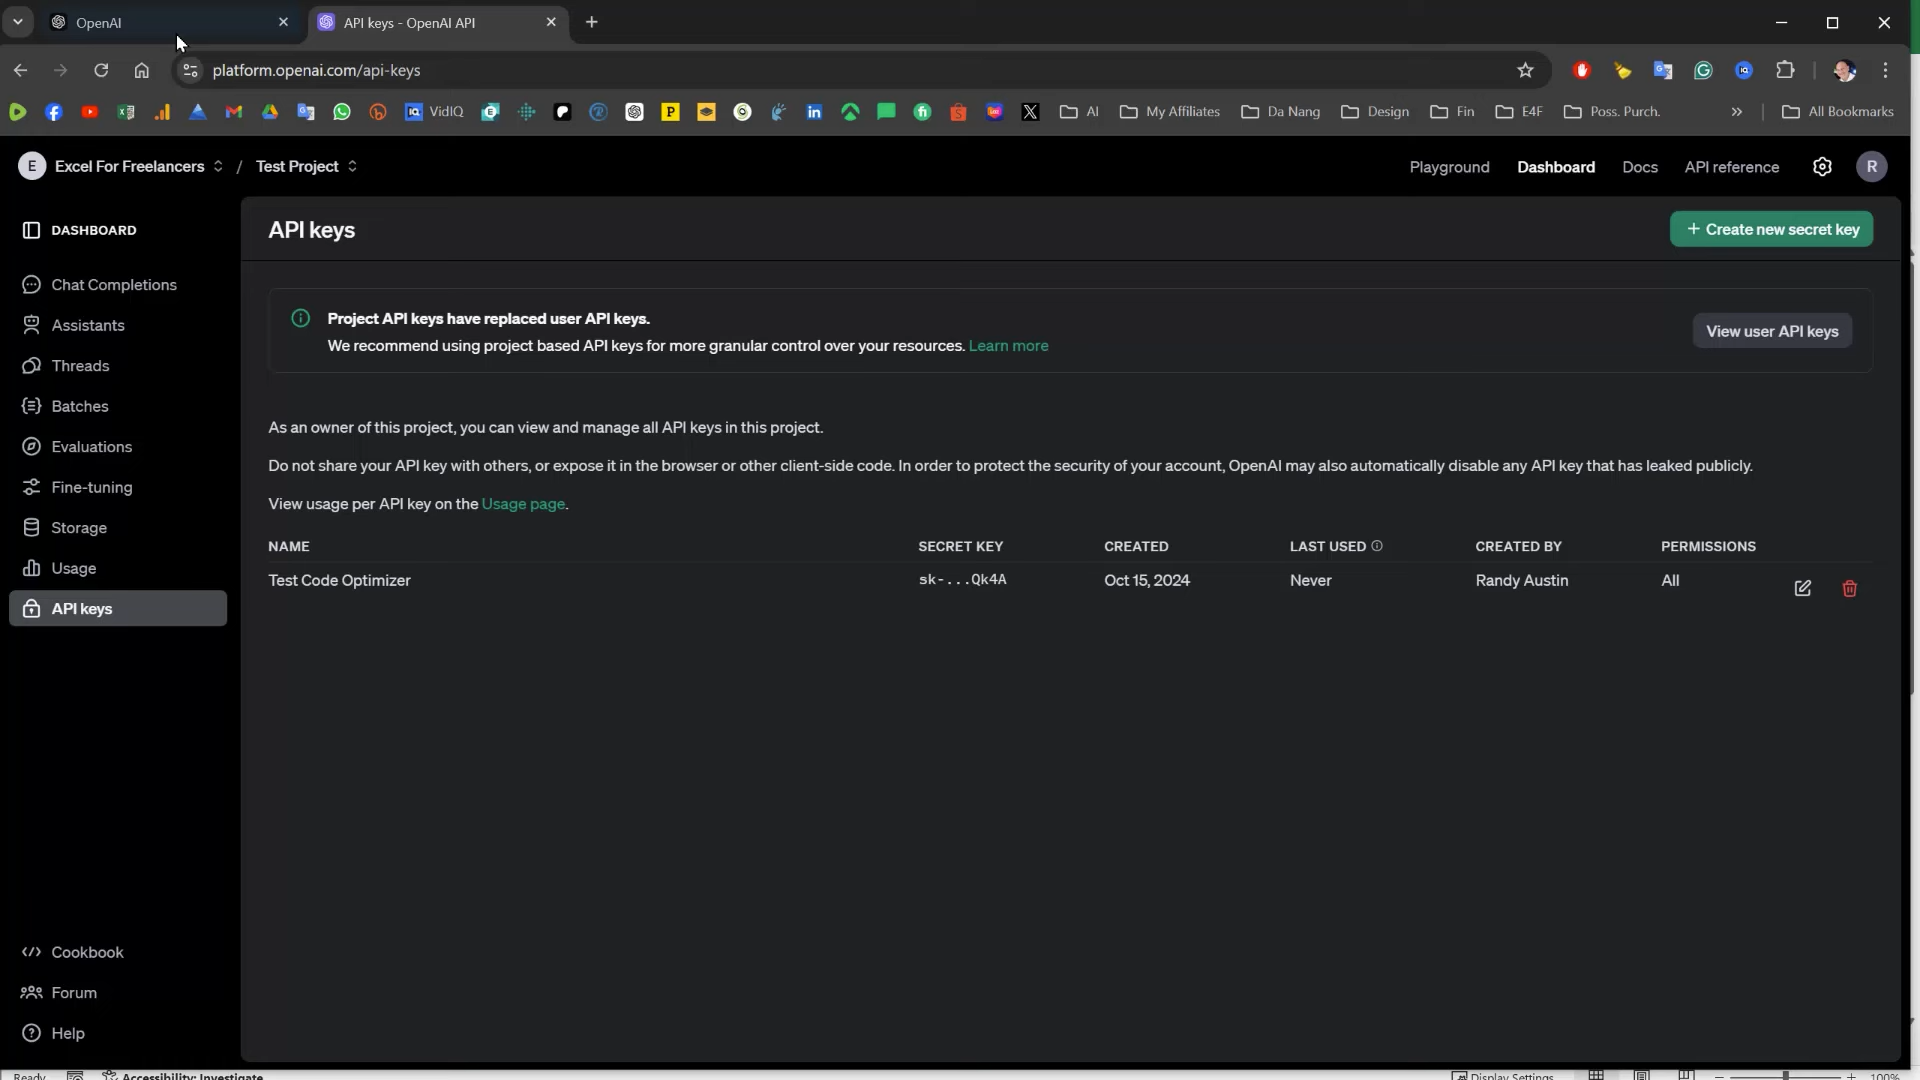 OpenAI
API keys - OpenAI API
platform.openai.com/api-keys
VidIQ
AI
My Affiliates
Da Nang
Design
Fin
E4F
Poss. Purch.
All Bookmarks
E
Excel For Freelancers / Test Project
Playground
Dashboard
Docs
API reference
R
DASHBOARD
Chat Completions
Assistants
Threads
Batches
Evaluations
Fine-tuning
Storage
Usage
API keys
Cookbook
Forum
Help
API keys
+ Create new secret key
Project API keys have replaced user API keys.
We recommend using project based API keys for more granular control over your resources. Learn more
View user API keys
As an owner of this project, you can view and manage all API keys in this project.
Do not share your API key with others, or expose it in the browser or other client-side code. In order to protect the security of your account, OpenAI may also automatically disable any API key that has leaked publicly.
View usage per API key on the Usage page.
NAME SECRET KEY CREATED LAST USED CREATED BY PERMISSIONS
Test Code Optimizer sk-...Qk4A Oct 15, 2024 Never Randy Austin All
Ready
Accessibility: Investigate
Display Settings
100%